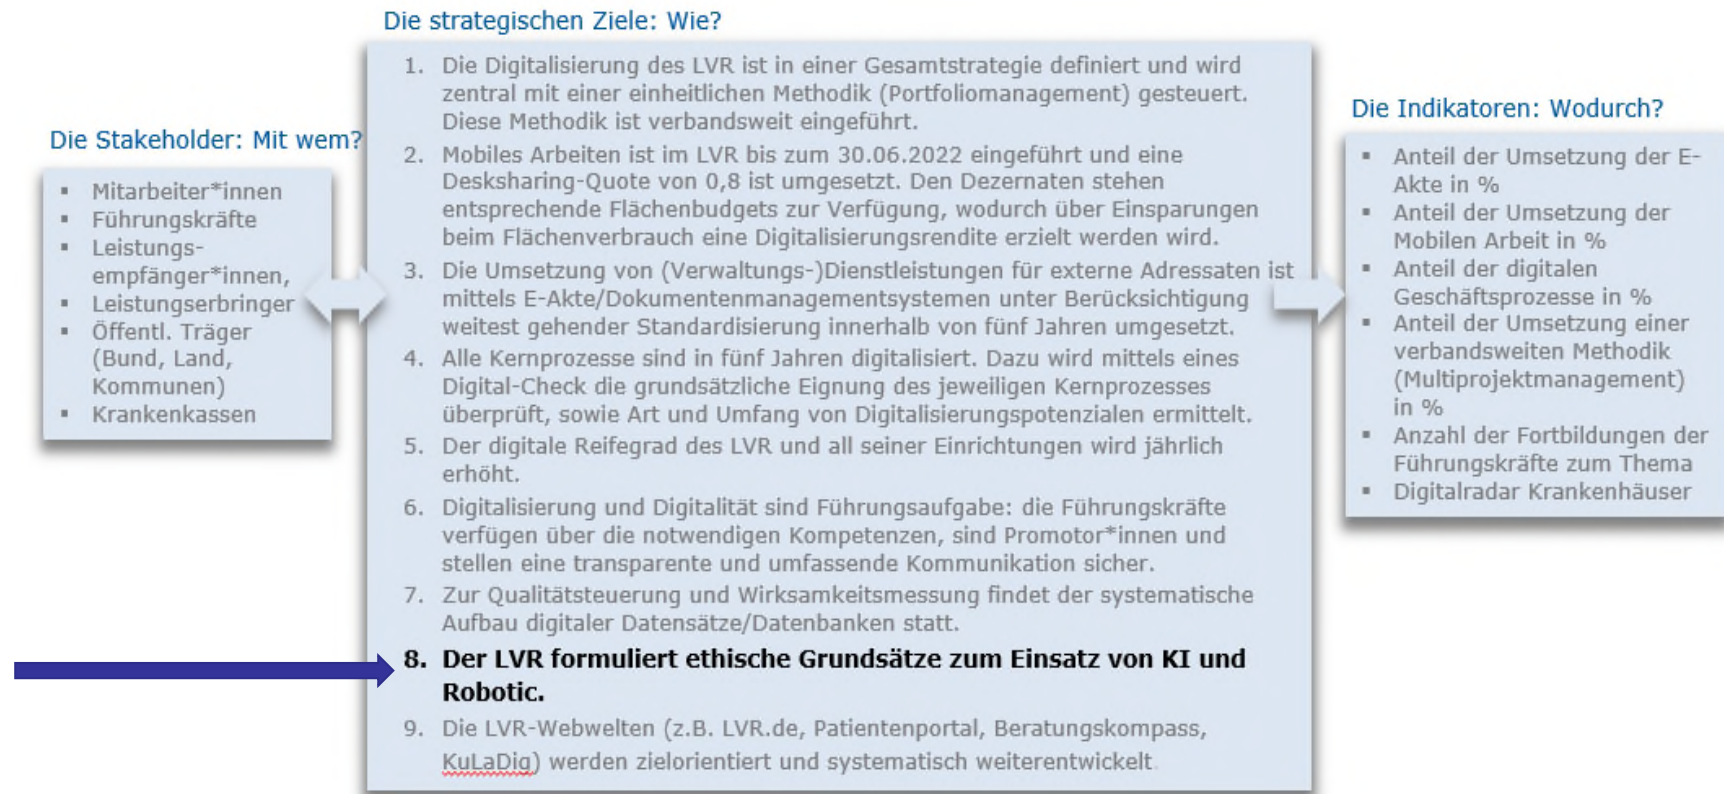 Die strategischen Ziele: Wie?
1. Die Digitalisierung des LVR ist in einer Gesamtstrategie definiert und wird
zentral mit einer einheitlichen Methodik (Portfoliomanagement) gesteuert.
Diese Methodik ist verbandsweit eingeführt.
2. Mobiles Arbeiten ist im LVR bis zum 30.06.2022 eingeführt und eine
Desksharing-Quote von 0,8 ist umgesetzt. Den Dezernaten stehen
entsprechende Flächenbudgets zur Verfügung, wodurch über Einsparungen
beim Flächenverbrauch eine Digitalisierungsrendite erzielt werden wird.
3. Die Umsetzung von (Verwaltungs-)Dienstleistungen für externe Adressaten ist
mittels E-Akte/Dokumentenmanagementsystemen unter Berücksichtigung
weitest gehender Standardisierung innerhalb von fünf Jahren umgesetzt.
4. Alle Kernprozesse sind in fünf Jahren digitalisiert. Dazu wird mittels eines
Digital-Check die grundsätzliche Eignung des jeweiligen Kernprozesses
überprüft, sowie Art und Umfang von Digitalisierungspotenzialen ermittelt.
5. Der digitale Reifegrad des LVR und all seiner Einrichtungen wird jährlich
erhöht.
6. Digitalisierung und Digitalität sind Führungsaufgabe: die Führungskräfte
verfügen über die notwendigen Kompetenzen, sind Promotor*innen und
stellen eine transparente und umfassende Kommunikation sicher.
7. Zur Qualitätsteuerung und Wirksamkeitsmessung findet der systematische
Aufbau digitaler Datensätze/Datenbanken statt.
8. Der LVR formuliert ethische Grundsätze zum Einsatz von KI und
Robotic.
9. Die LVR-Webwelten (z.B. LVR.de, Patientenportal, Beratungskompass,
KuLaDig) werden zielorientiert und systematisch weiterentwickelt.
Die Stakeholder: Mit wem?
▪ Mitarbeiter*innen
▪ Führungskräfte
▪ Leistungs-
empfänger*innen,
▪ Leistungserbringer
▪ Öffentl. Träger
(Bund, Land,
Kommunen)
▪ Krankenkassen
Die Indikatoren: Wodurch?
▪ Anteil der Umsetzung der E-
Akte in %
▪ Anteil der Umsetzung der
Mobilen Arbeit in %
▪ Anteil der digitalen
Geschäftsprozesse in %
▪ Anteil der Umsetzung einer
verbandsweiten Methodik
(Multiprojektmanagement)
in %
▪ Anzahl der Fortbildungen der
Führungskräfte zum Thema
▪ Digitalradar Krankenhäuser